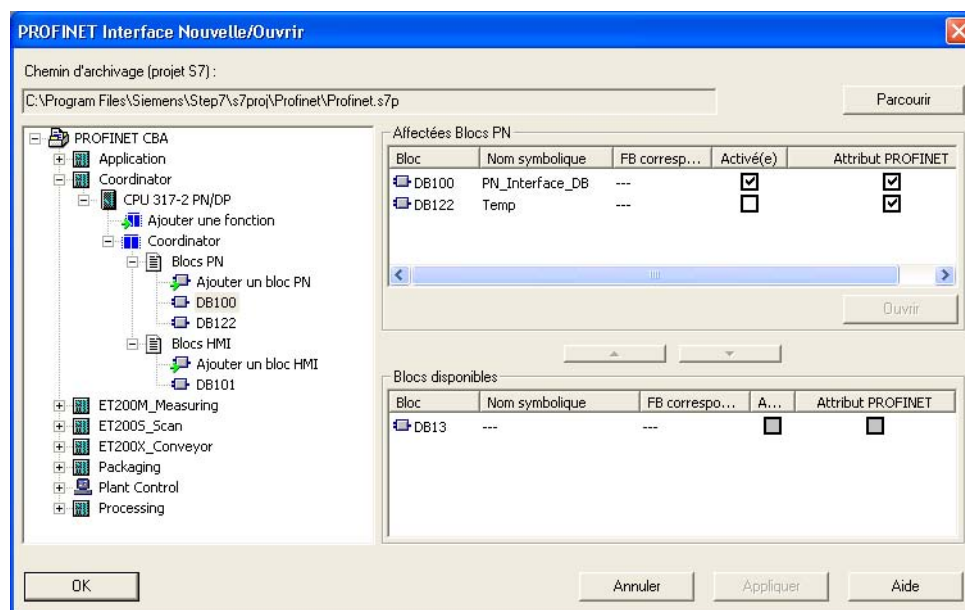 PROFINET Interface Nouvelle/Ouvrir
Chemin d'archivage (projet S7) :
C:\Program Files\Siemens\Step7\s7proj\Profinet\Profinet.s7p
Parcourir
PROFINET CBA
Application
Coordinator
CPU 317-2 PN/DP
Ajouter une fonction
Coordinator
Blocs PN
Ajouter un bloc PN
DB100
DB122
Blocs HMI
Ajouter un bloc HMI
DB101
ET200M_Measuring
ET200S_Scan
ET200X_Conveyor
Packaging
Plant Control
Processing
Affectées Blocs PN
Bloc Nom symbolique FB corresp... Activé(e) Attribut PROFINET
DB100 PN_Interface_DB ---
DB122 Temp ---
Ouvrir
Blocs disponibles
Bloc Nom symbolique FB correspo... A... Attribut PROFINET
DB13 --- ---
OK Annuler Appliquer Aide